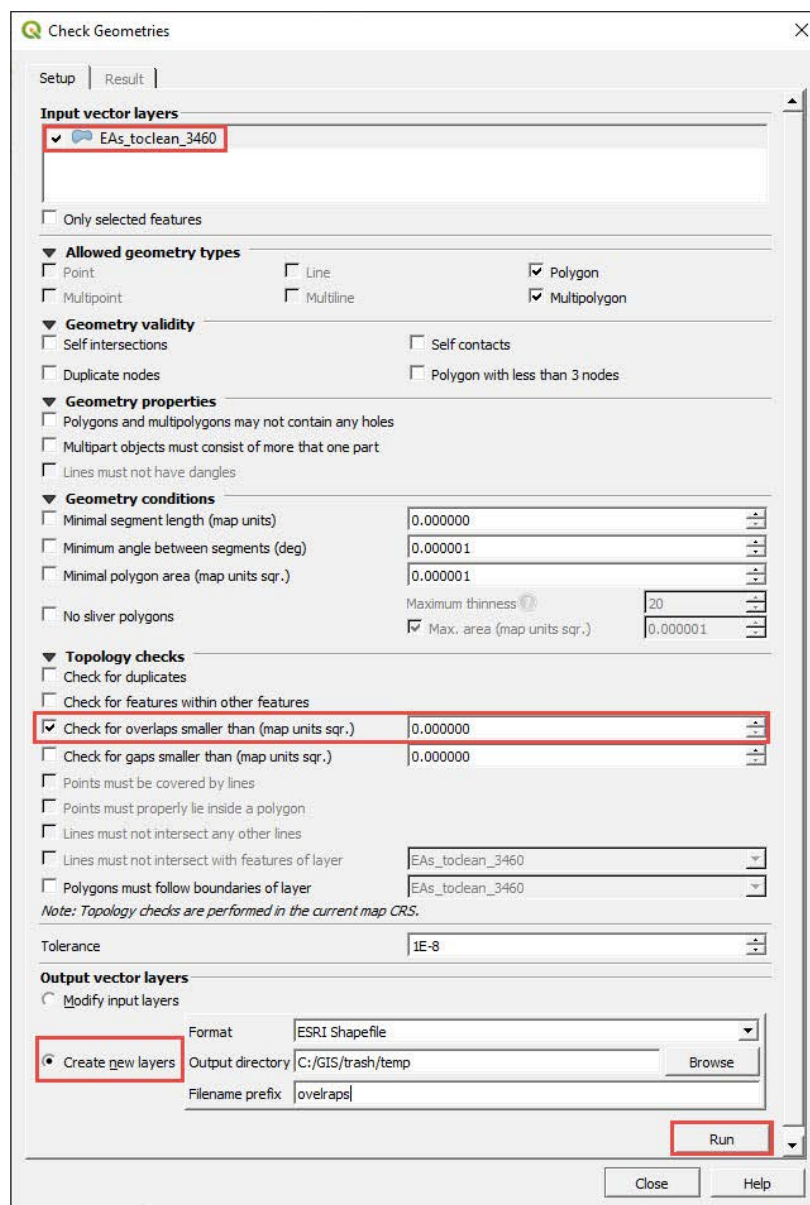 Check Geometries
Setup Result
Input vector layers
EAs_toclean_3460
Only selected features
Allowed geometry types
Point Line Polygon
Multipoint Multiline Multipolygon
Geometry validity
Self intersections Self contacts
Duplicate nodes Polygon with less than 3 nodes
Geometry properties
Polygons and multipolygons may not contain any holes
Multipart objects must consist of more that one part
Lines must not have dangles
Geometry conditions
Minimal segment length (map units) 0.000000
Minimum angle between segments (deg) 0.000001
Minimal polygon area (map units sqr.) 0.000001
No sliver polygons Maximum thinness 20
Max. area (map units sqr.) 0.000001
Topology checks
Check for duplicates
Check for features within other features
Check for overlaps smaller than (map units sqr.) 0.000000
Check for gaps smaller than (map units sqr.) 0.000000
Points must be covered by lines
Points must properly lie inside a polygon
Lines must not intersect any other lines
Lines must not intersect with features of layer EAs_toclean_3460
Polygons must follow boundaries of layer EAs_toclean_3460
Note: Topology checks are performed in the current map CRS.
Tolerance 1E-8
Output vector layers
Modify input layers
Format ESRI Shapefile
Create new layers Output directory C:/GIS/trash/temp Browse
Filename prefix ovelraps
Run
Close Help